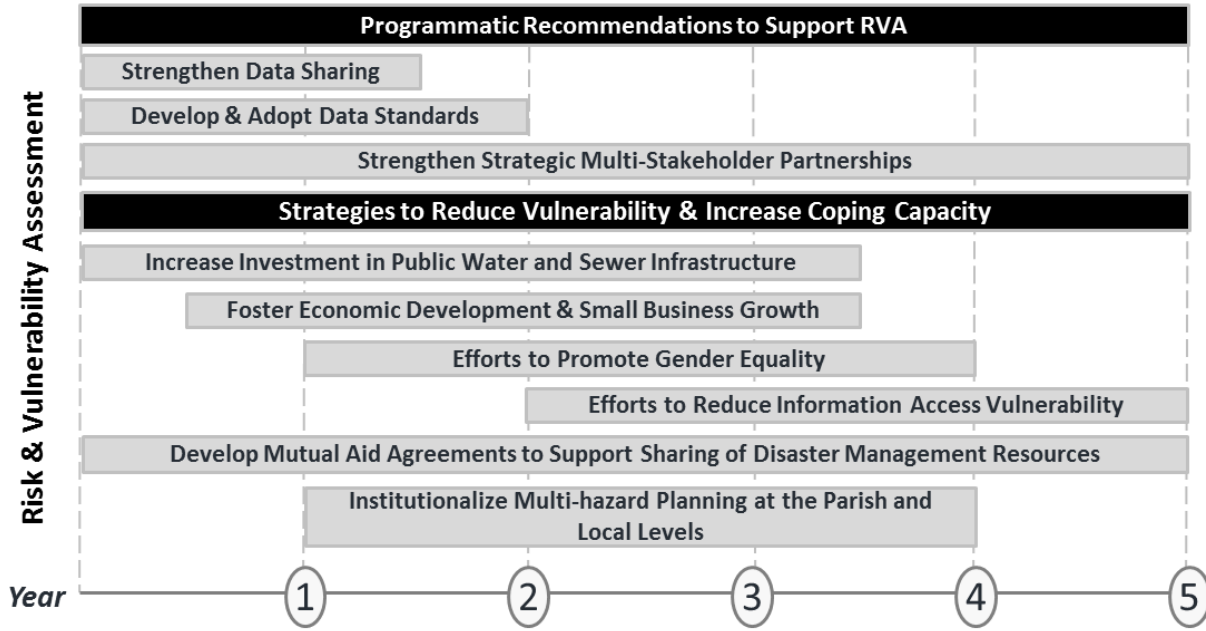 Programmatic Recommendations to Support RVA
Strengthen Data Sharing
Develop & Adopt Data Standards
Strengthen Strategic Multi-Stakeholder Partnerships
Strategies to Reduce Vulnerability & Increase Coping Capacity
Increase Investment in Public Water and Sewer Infrastructure
Foster Economic Development & Small Business Growth
Efforts to Promote Gender Equality
Efforts to Reduce Information Access Vulnerability
Develop Mutual Aid Agreements to Support Sharing of Disaster Management Resources
Institutionalize Multi-hazard Planning at the Parish and
Local Levels
Risk & Vulnerability Assessment
Year 1 2 3 4 5